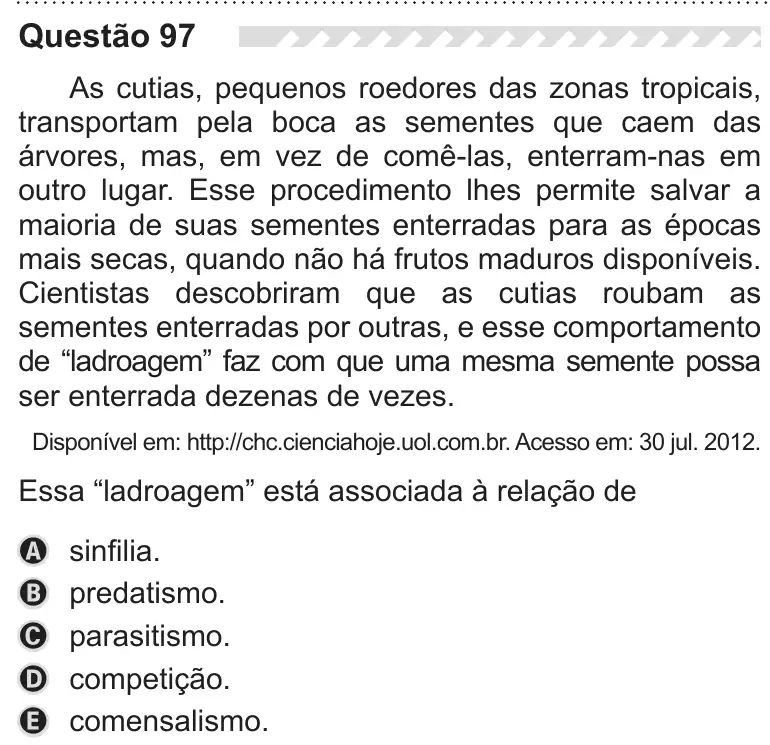 Questão 97
As cutias, pequenos roedores das zonas tropicais,
transportam pela boca as sementes que caem das
árvores, mas, em vez de comê-las, enterram-nas em
outro lugar. Esse procedimento lhes permite salvar a
maioria de suas sementes enterradas para as épocas
mais secas, quando não há frutos maduros disponíveis.
Cientistas descobriram que as cutias roubam as
sementes enterradas por outras, e esse comportamento
de “ladroagem” faz com que uma mesma semente possa
ser enterrada dezenas de vezes.
Disponível em: http://chc.cienciahoje.uol.com.br. Acesso em: 30 jul. 2012.
Essa “ladroagem” está associada à relação de
A sinfilia.
B predatismo.
C parasitismo.
D competição.
E comensalismo.